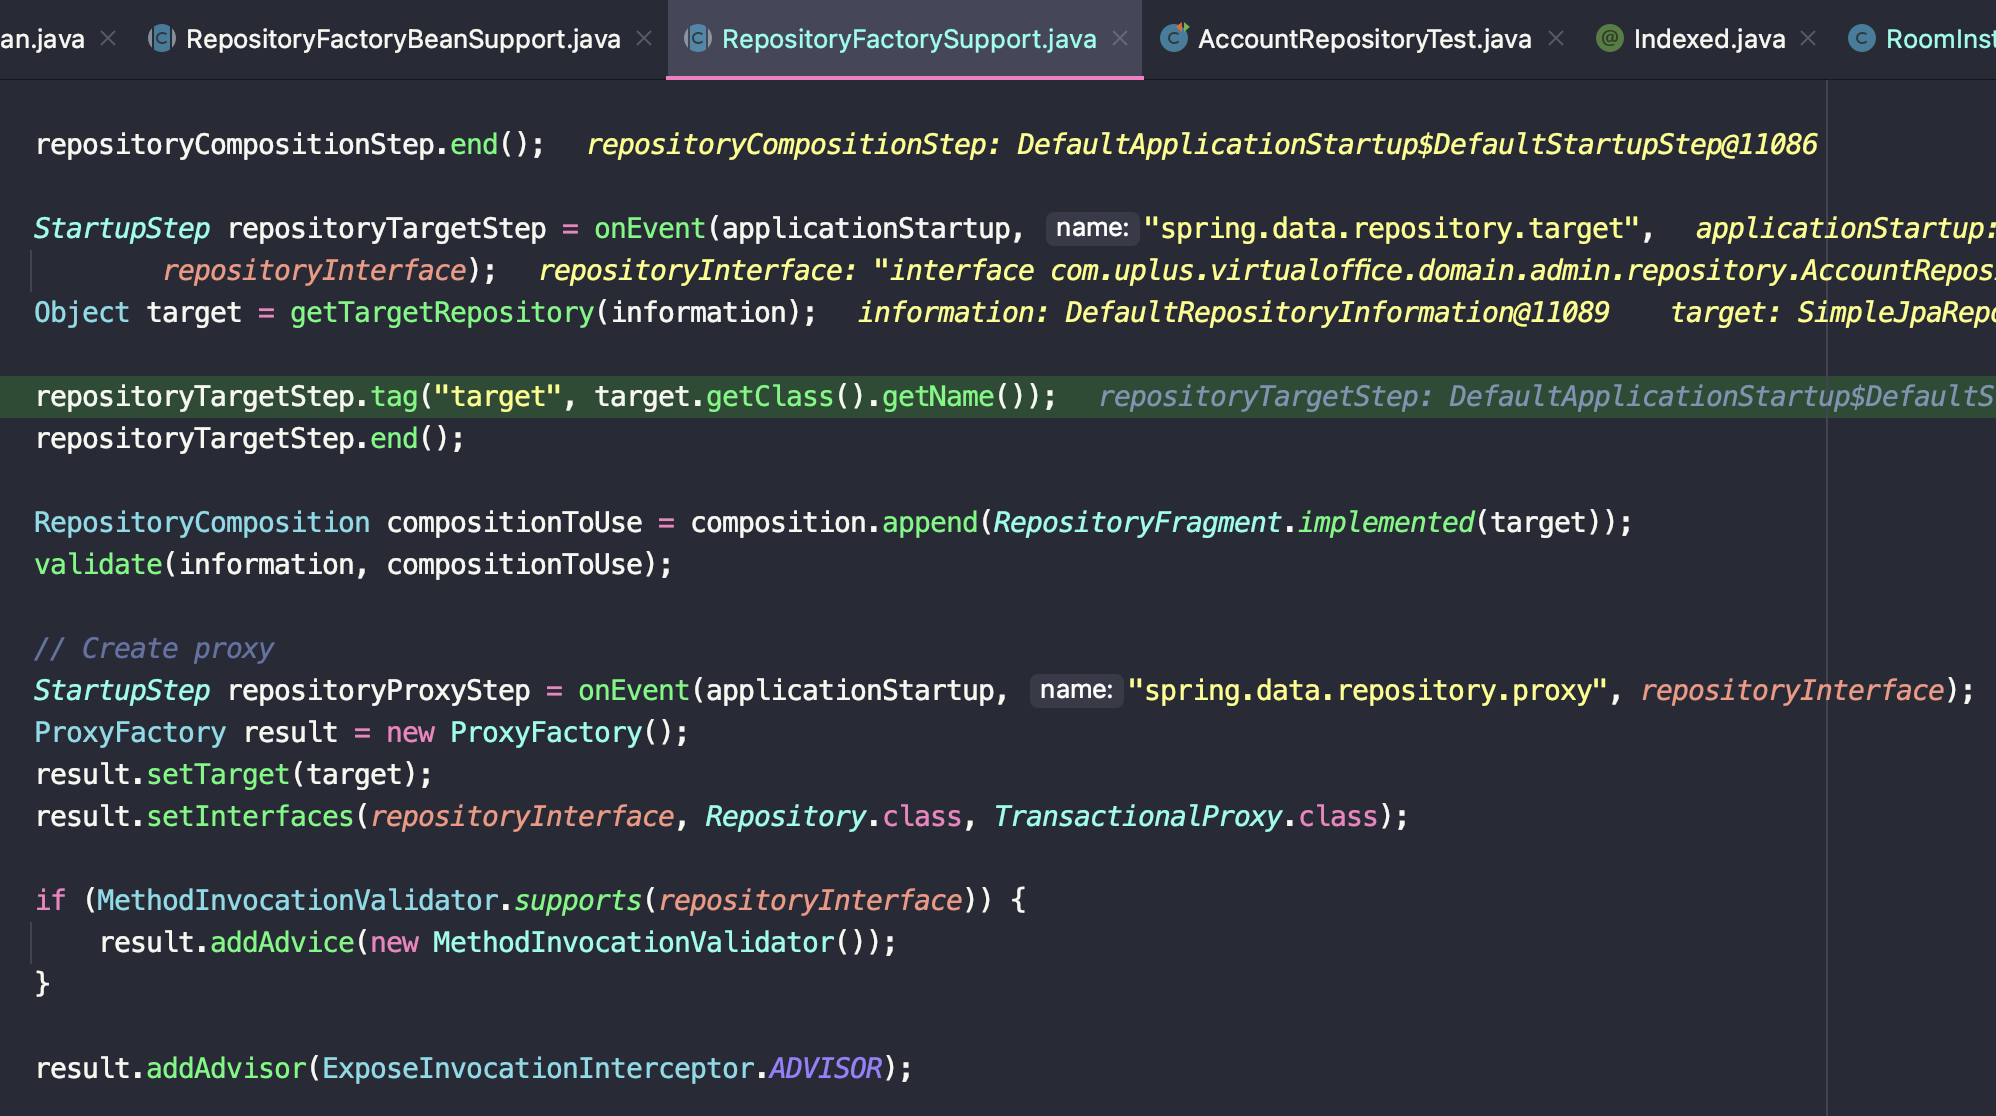 an.java × RepositoryFactoryBeanSupport.java × RepositoryFactorySupport.java × AccountRepositoryTest.java × @ Indexed.java × RoomInst
repositoryCompositionStep.end(); repositoryCompositionStep: DefaultApplicationStartup$DefaultStartupStep@11086
StartupStep repositoryTargetStep = onEvent(applicationStartup, name: "spring.data.repository.target", applicationStartup:
repositoryInterface); repositoryInterface: "interface com.uplus.virtualoffice.domain.admin.repository.AccountRepos
Object target = getTargetRepository(information); information: DefaultRepositoryInformation@11089 target: SimpleJpaRepo
repositoryTargetStep.tag("target", target.getClass().getName()); repositoryTargetStep: DefaultApplicationStartup$DefaultS
repositoryTargetStep.end();
RepositoryComposition compositionToUse = composition.append(RepositoryFragment.implemented(target));
validate(information, compositionToUse);
// Create proxy
StartupStep repositoryProxyStep = onEvent(applicationStartup, name: "spring.data.repository.proxy", repositoryInterface);
ProxyFactory result = new ProxyFactory();
result.setTarget(target);
result.setInterfaces(repositoryInterface, Repository.class, TransactionalProxy.class);
if (MethodInvocationValidator.supports(repositoryInterface)) {
result.addAdvice(new MethodInvocationValidator());
}
result.addAdvisor(ExposeInvocationInterceptor.ADVISOR);